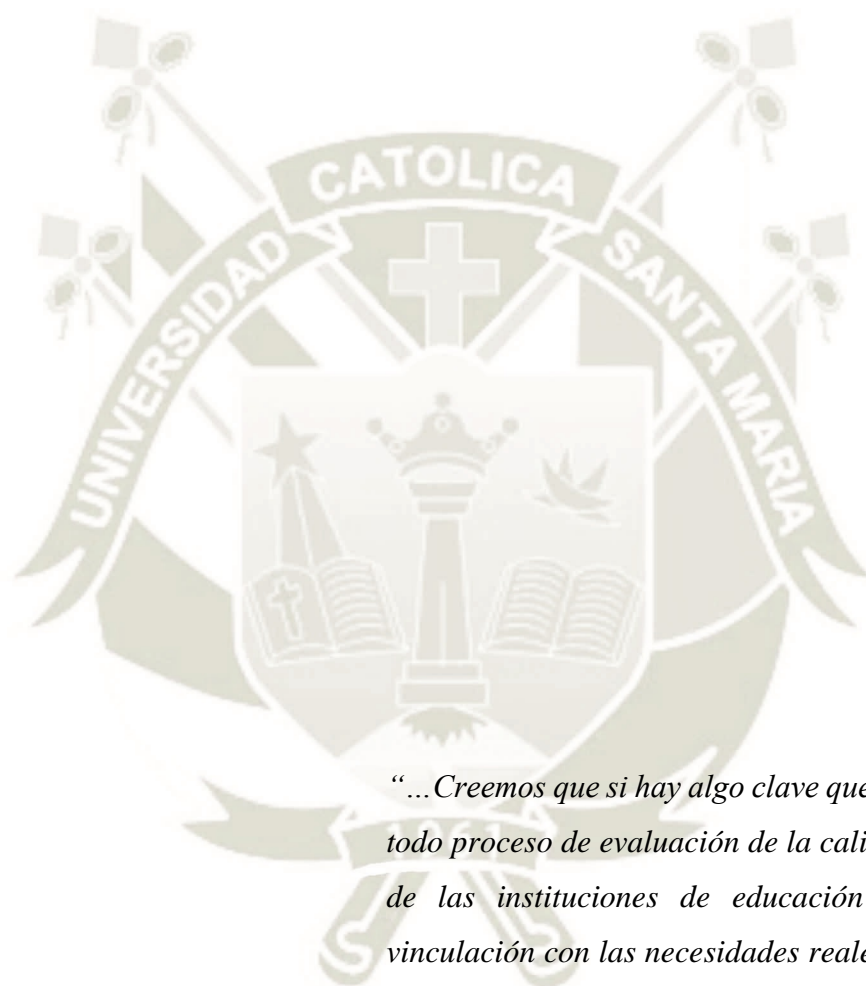 CATOLICA
UNIVERSIDAD
SANTA MARIA
“…Creemos que si hay algo clave que
todo proceso de evaluación de la cali
de las instituciones de educación
vinculación con las necesidades reale
1961